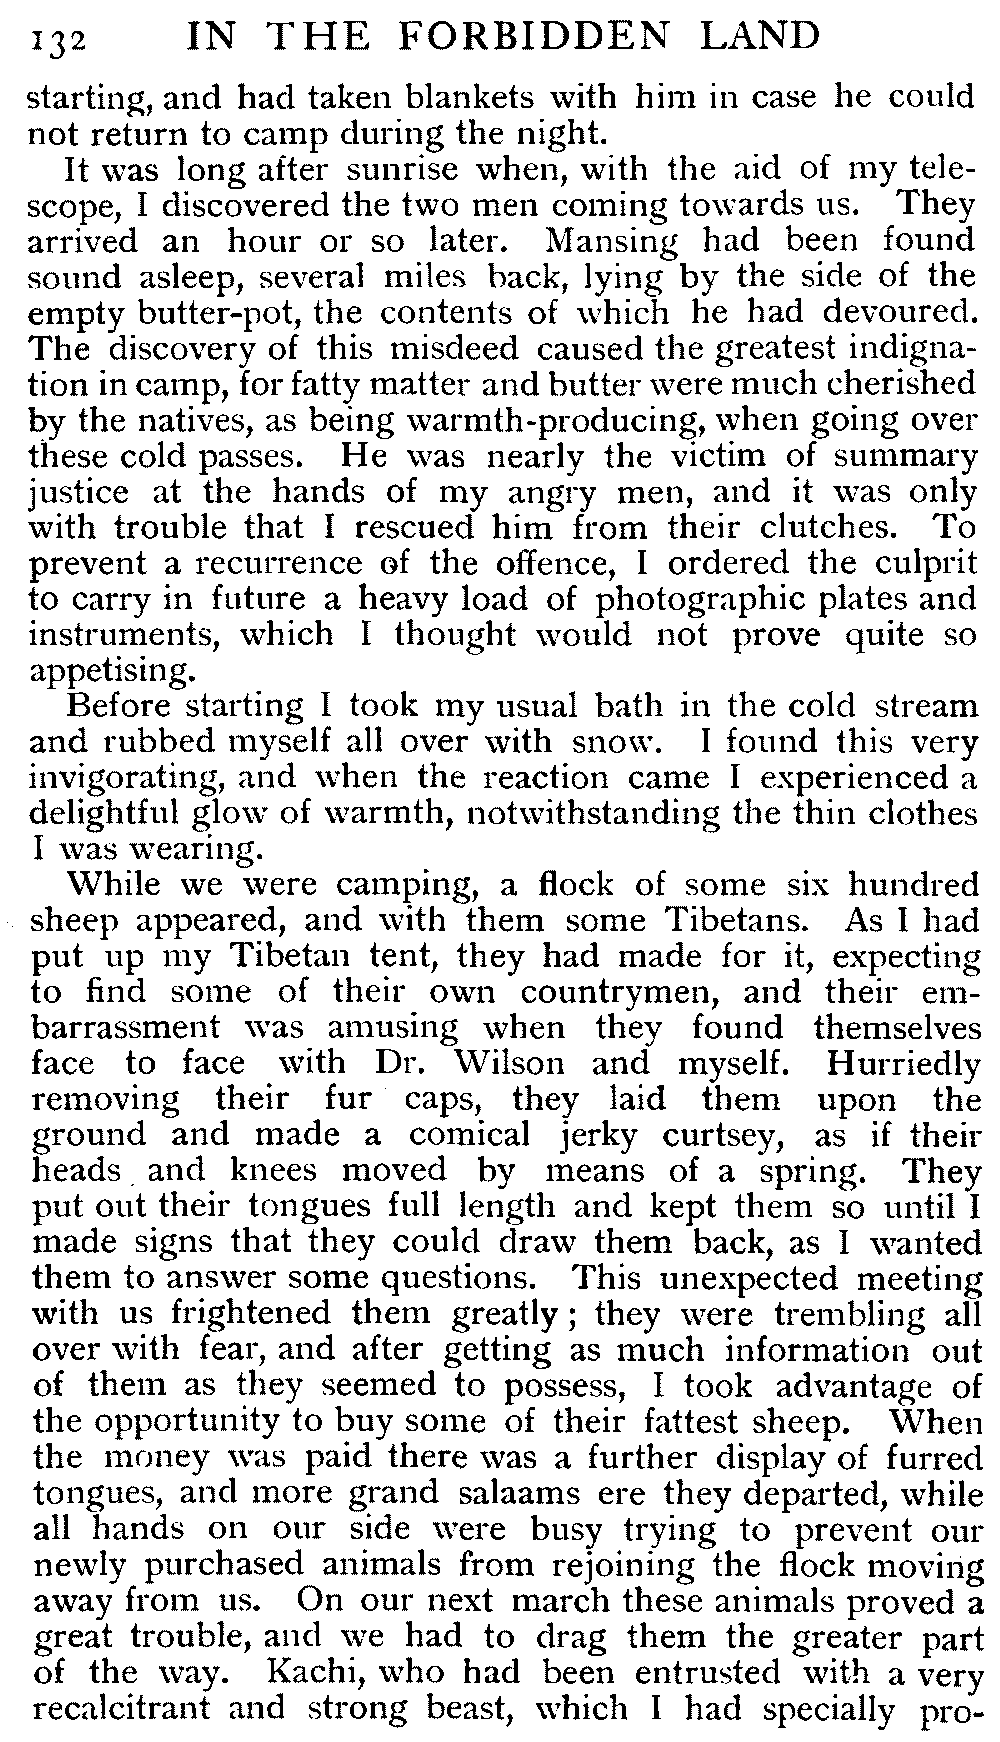 132 IN THE FORBIDDEN LAND
starting, and had taken blankets with him in case he could
not return to camp during the night.
It was long after sunrise when, with the aid of my tele-
scope, I discovered the two men coming towards us. They
arrived an hour or so later. Mansing had been found
sound asleep, several miles back, lying by the side of the
empty butter-pot, the contents of which he had devoured.
The discovery of this misdeed caused the greatest indigna-
tion in camp, for fatty matter and butter were much cherished
by the natives, as being warmth-producing, when going over
these cold passes. He was nearly the victim of summary
justice at the hands of my angry men, and it was only
with trouble that I rescued him from their clutches. To
prevent a recurrence of the offence, I ordered the culprit
to carry in future a heavy load of photographic plates and
instruments, which I thought would not prove quite so
appetising.
Before starting I took my usual bath in the cold stream
and rubbed myself all over with snow. I found this very
invigorating, and when the reaction came I experienced a
delightful glow of warmth, notwithstanding the thin clothes
I was wearing.
While we were camping, a flock of some six hundred
sheep appeared, and with them some Tibetans. As I had
put up my Tibetan tent, they had made for it, expecting
to find some of their own countrymen, and their em-
barrassment was amusing when they found themselves
face to face with Dr. Wilson and myself. Hurriedly
removing their fur caps, they laid them upon the
ground and made a comical jerky curtsey, as if their
heads and knees moved by means of a spring. They
put out their tongues full length and kept them so until I
made signs that they could draw them back, as I wanted
them to answer some questions. This unexpected meeting
with us frightened them greatly; they were trembling all
over with fear, and after getting as much information out
of them as they seemed to possess, I took advantage of
the opportunity to buy some of their fattest sheep. When
the money was paid there was a further display of furred
tongues, and more grand salaams ere they departed, while
all hands on our side were busy trying to prevent our
newly purchased animals from rejoining the flock moving
away from us. On our next march these animals proved a
great trouble, and we had to drag them the greater part
of the way. Kachi, who had been entrusted with a very
recalcitrant and strong beast, which I had specially pro-